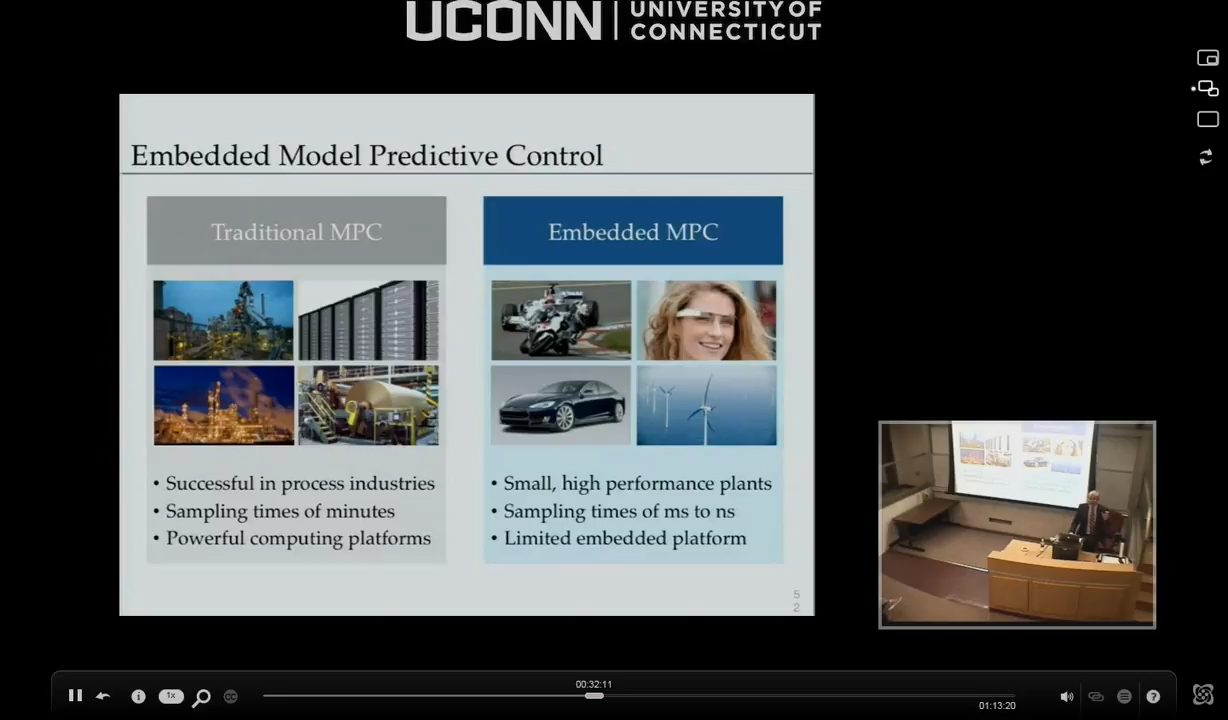 UCONN
UNIVERSITY OF
CONNECTICUT
Embedded Model Predictive Control
Traditional MPC
• Successful in process industries
• Sampling times of minutes
• Powerful computing platforms
Embedded MPC
• Small, high performance plants
• Sampling times of ms to ns
• Limited embedded platform
5
2
00:32:11
1x
CC
01:13:20